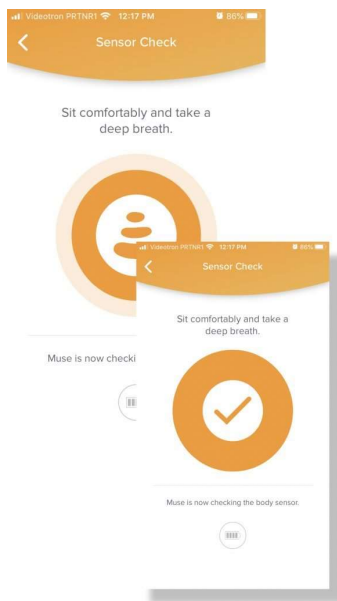 Videotron PRTNR1 12:17 PM 86%
Sensor Check
Sit comfortably and take a
deep breath.
Muse is now checki
Videotron PRTNR1 12:17 PM 86%
Sensor Check
Sit comfortably and take a
deep breath.
Muse is now checking the body sensor.